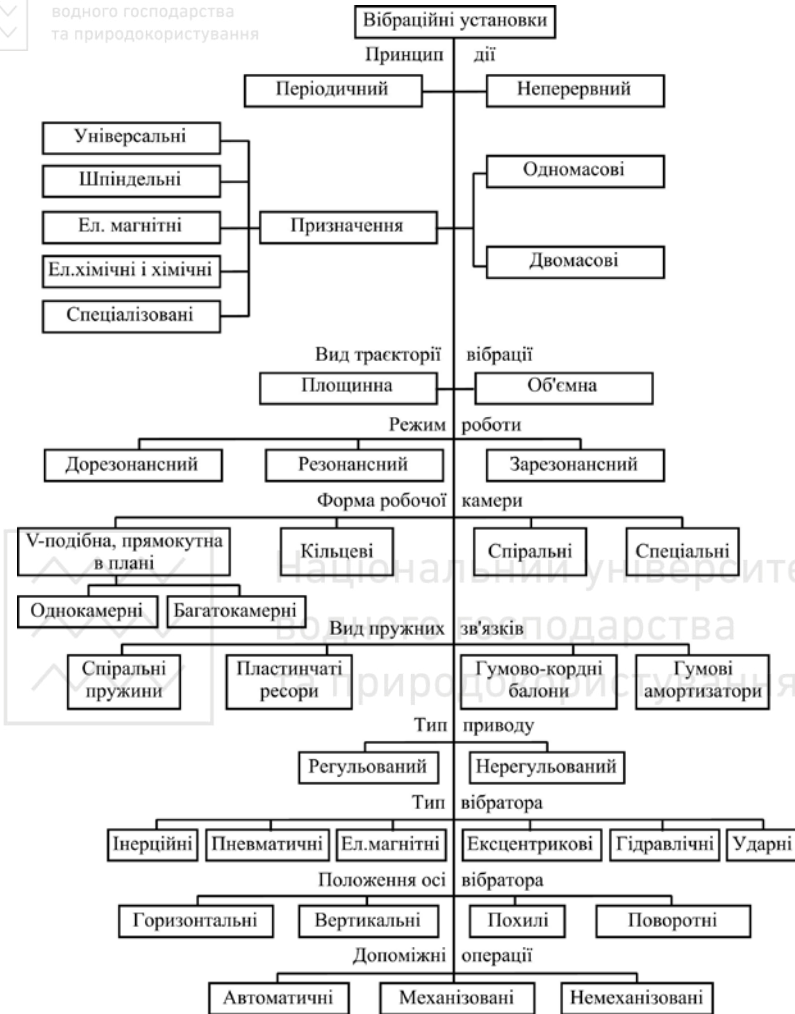 водного господарства
та природокористування
Вібраційні установки
Принцип дії
Періодичний
Неперервний
Універсальні
Шпіндельні
Ел. магнітні
Ел.хімічні і хімічні
Спеціалізовані
Призначення
Одномасові
Двомасові
Вид траєкторії вібрації
Площинна
Об'ємна
Режим роботи
Дорезонансний
Резонансний
Зарезонансний
Форма робочої камери
V-подібна, прямокутна
в плані
Кільцеві
Спіральні
Спеціальні
Однокамерні
Багатокамерні
Національний університе
водного господарства
та природокористування
Вид пружних зв'язків
Спіральні
пружини
Пластинчаті
ресори
Гумово-кордні
балони
Гумові
амортизатори
Тип приводу
Регульований
Нерегульований
Тип вібратора
Інерційні
Пневматичні
Ел.магнітні
Ексцентрикові
Гідравлічні
Ударні
Положення осі вібратора
Горизонтальні
Вертикальні
Похилі
Поворотні
Допоміжні операції
Автоматичні
Механізовані
Немеханізовані